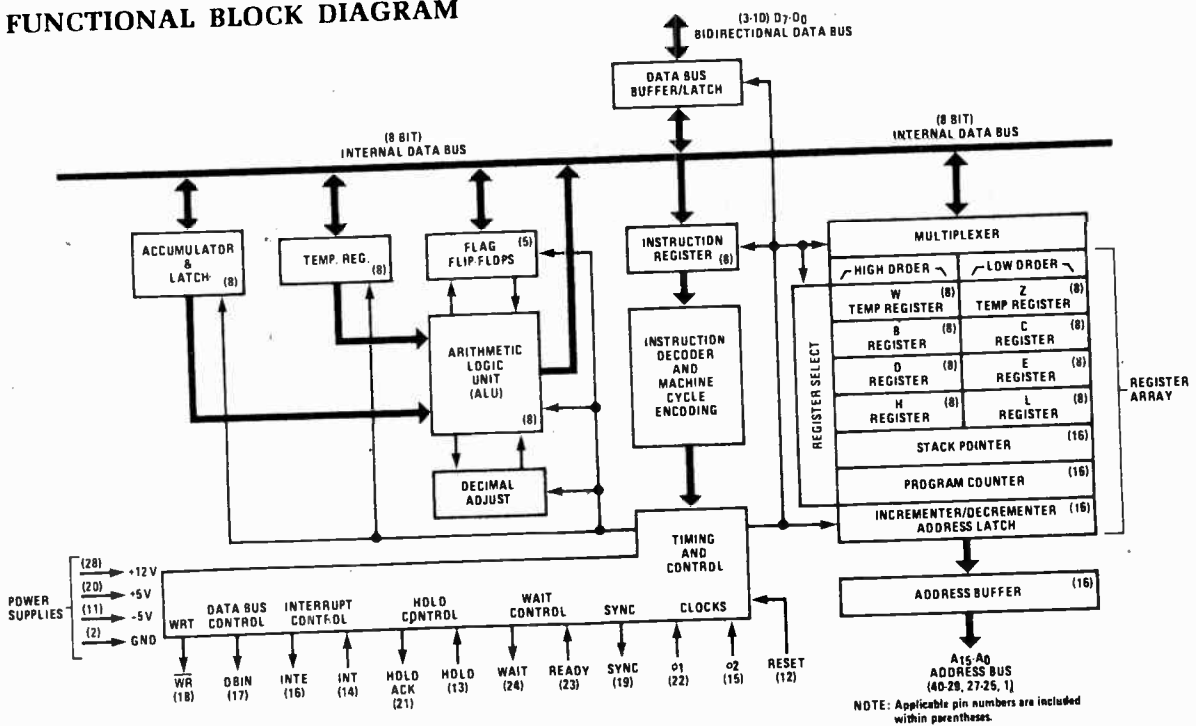 FUNCTIONAL BLOCK DIAGRAM
(3-10) D7-D0
BIDIRECTIONAL DATA BUS
DATA BUS
BUFFER/LATCH
(8 BIT)
INTERNAL DATA BUS
(8 BIT)
INTERNAL DATA BUS
ACCUMULATOR
&
LATCH
(8)
TEMP. REG.
(8)
FLAG
FLIP-FLOPS
(5)
INSTRUCTION
REGISTER
(8)
MULTIPLEXER
HIGH ORDER
LOW ORDER
W
TEMP REGISTER
(8)
Z
TEMP REGISTER
(8)
B
REGISTER
(8)
C
REGISTER
(8)
D
REGISTER
(8)
E
REGISTER
(8)
H
REGISTER
(8)
L
REGISTER
(8)
STACK POINTER
(16)
PROGRAM COUNTER
(16)
INCREMENTER/DECREMENTER
ADDRESS LATCH
(16)
REGISTER SELECT
REGISTER
ARRAY
ARITHMETIC
LOGIC
UNIT
(ALU)
(8)
INSTRUCTION
DECODER
AND
MACHINE
CYCLE
ENCODING
DECIMAL
ADJUST
TIMING
AND
CONTROL
ADDRESS BUFFER
(16)
POWER
SUPPLIES
(28)
+12V
(20)
+5V
(11)
-5V
(2)
GND
WRT
DATA BUS
CONTROL
INTERRUPT
CONTROL
HOLD
CONTROL
WAIT
CONTROL
SYNC
CLOCKS
WR
(18)
DBIN
(17)
INTE
(16)
INT
(14)
HOLD
ACK
(21)
HOLD
(13)
WAIT
(24)
READY
(23)
SYNC
(19)
ø1
(22)
ø2
(15)
RESET
(12)
A15-A0
ADDRESS BUS
(40-29, 27-25, 1)
NOTE: Applicable pin numbers are included
within parentheses.